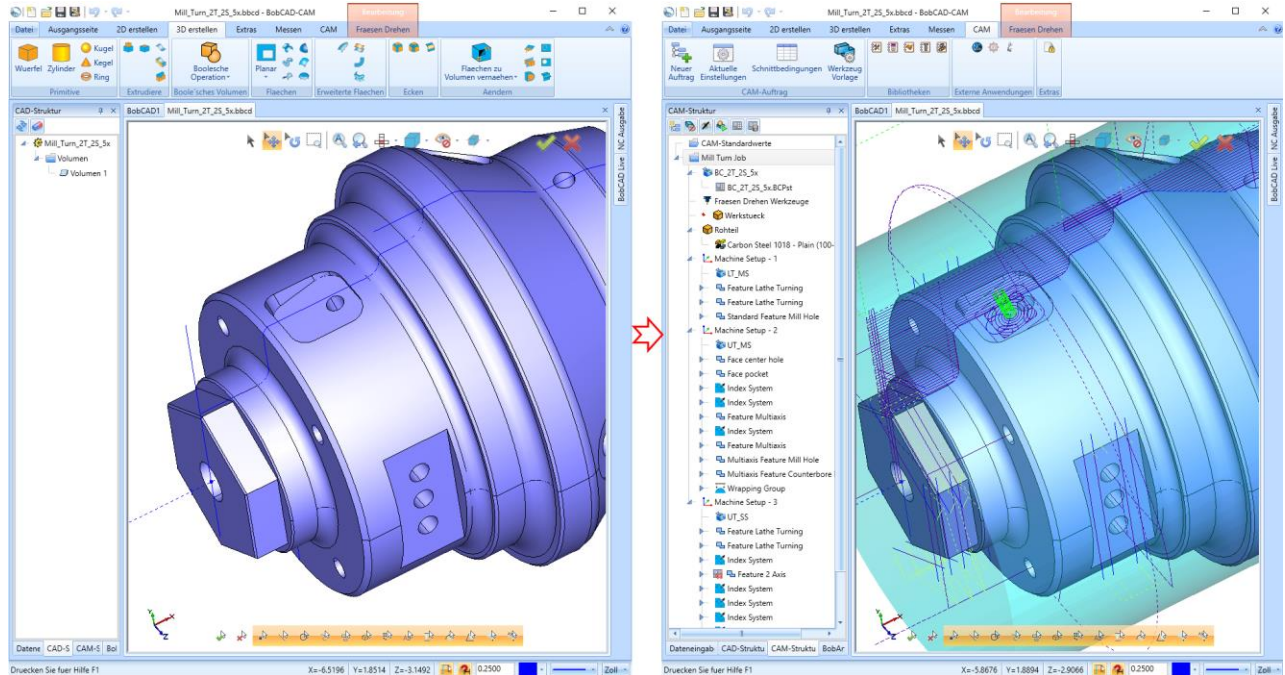 Mill_Turn_2T_2S_5x.bbcd - BobCAD-CAM
Bearbeitung
Datei Ausgangsseite 2D erstellen 3D erstellen Extras Messen CAM Fraesen Drehen
Wuerfel Zylinder
Kugel
Kegel
Ring
Boolesche Operation
Planar
Flaechen zu
Volumen vernaehen
Primitive Extrudiere Boole'sches Volumen Flaechen Erweiterte Flaechen Ecken Aendern
CAD-Struktur
BobCAD1 Mill_Turn_2T_2S_5x.bbcd
Mill_Turn_2T_2S_5x
Volumen
Volumen 1
BobCAD Live NC Ausgabe
Y X Z
Datene CAD-S CAM-S Bol
Druecken Sie fuer Hilfe F1 X=-6.5196 Y=1.8514 Z=-3.1492 0.2500 Zoll
Mill_Turn_2T_2S_5x.bbcd - BobCAD-CAM
Bearbeitung
Datei Ausgangsseite 2D erstellen 3D erstellen Extras Messen CAM Fraesen Drehen
Neuer Auftrag
Aktuelle Einstellungen
Schnittbedingungen
Werkzeug Vorlage
CAM-Auftrag Bibliotheken Externe Anwendungen Extras
CAM-Struktur
BobCAD1 Mill_Turn_2T_2S_5x.bbcd
CAM-Standardwerte
Mill Turn Job
BC_2T_2S_5x
BC_2T_2S_5x.BCPst
Fraesen Drehen Werkzeuge
Werkstueck
Rohteil
Carbon Steel 1018 - Plain (100-
Machine Setup - 1
LT_MS
Feature Lathe Turning
Feature Lathe Turning
Standard Feature Mill Hole
Machine Setup - 2
UT_MS
Face center hole
Face pocket
Index System
Index System
Feature Multiaxis
Index System
Feature Multiaxis
Multiaxis Feature Mill Hole
Multiaxis Feature Counterbore
Wrapping Group
Machine Setup - 3
UT_SS
Feature Lathe Turning
Feature Lathe Turning
Index System
Feature 2 Axis
Index System
Index System
Index System
BobCAD Live NC Ausgabe
Y X Z
Dateneingab CAD-Struktu CAM-Struktu BobAr
Druecken Sie fuer Hilfe F1 X=-5.8676 Y=1.8894 Z=-2.9066 0.2500 Zoll